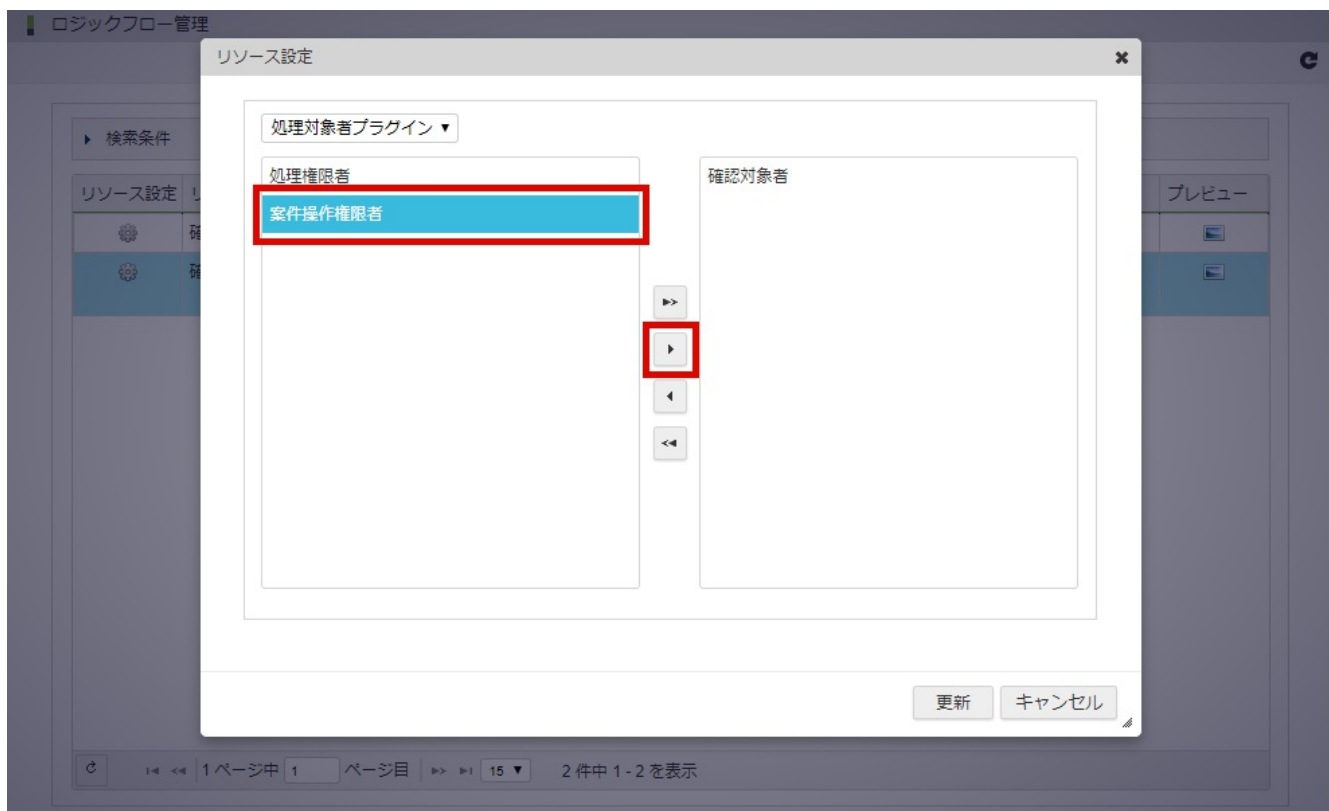 ロジックフロー管理
リソース設定
処理対象者プラグイン
検索条件
処理権限者
確認対象者
リソース設定
プレビュー
案件操作権限者
更新
キャンセル
1 ページ中 1 ページ目 15 2 件中 1 - 2 を表示